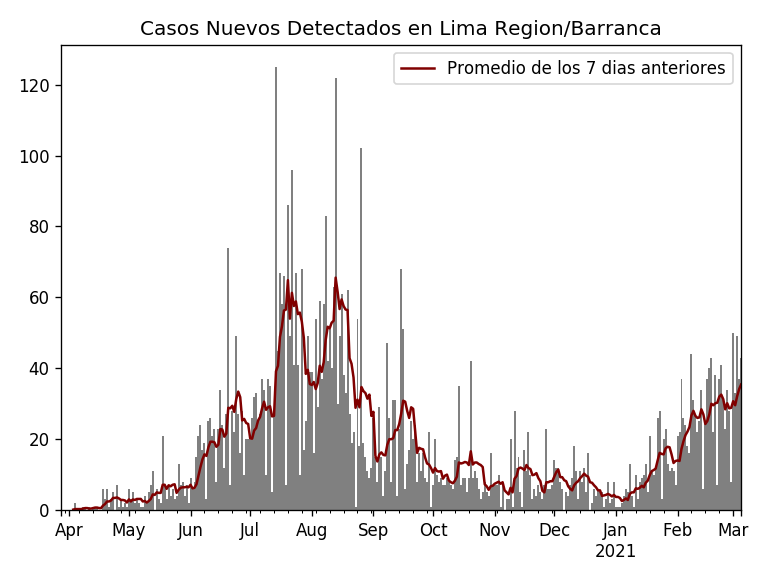 Casos Nuevos Detectados en Lima Region/Barranca
Promedio de los 7 dias anteriores
120
100
80
60
40
20
0
Apr May Jun Jul Aug Sep Oct Nov Dec Jan Feb Mar
2021